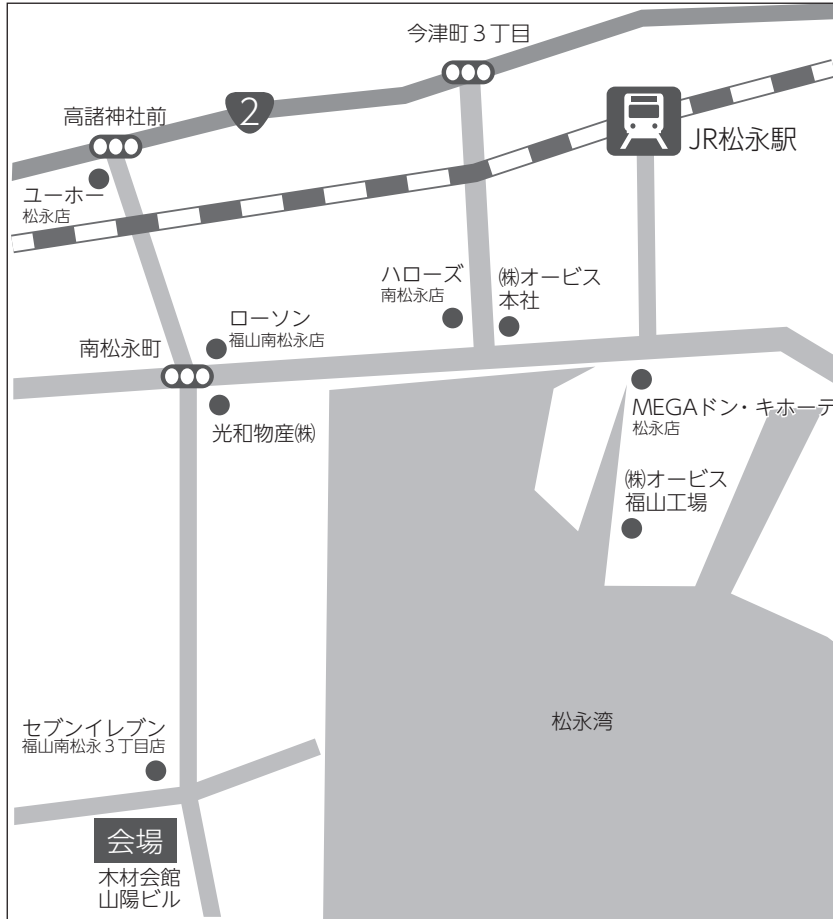 今津町３丁目
2
高諸神社前
JR松永駅
ユーホー
松永店
ハローズ
南松永店
㈱オービス
本社
ローソン
福山南松永店
南松永町
MEGAドン・キホーテ
松永店
光和物産㈱
㈱オービス
福山工場
松永湾
セブンイレブン
福山南松永３丁目店
会場
木材会館
山陽ビル